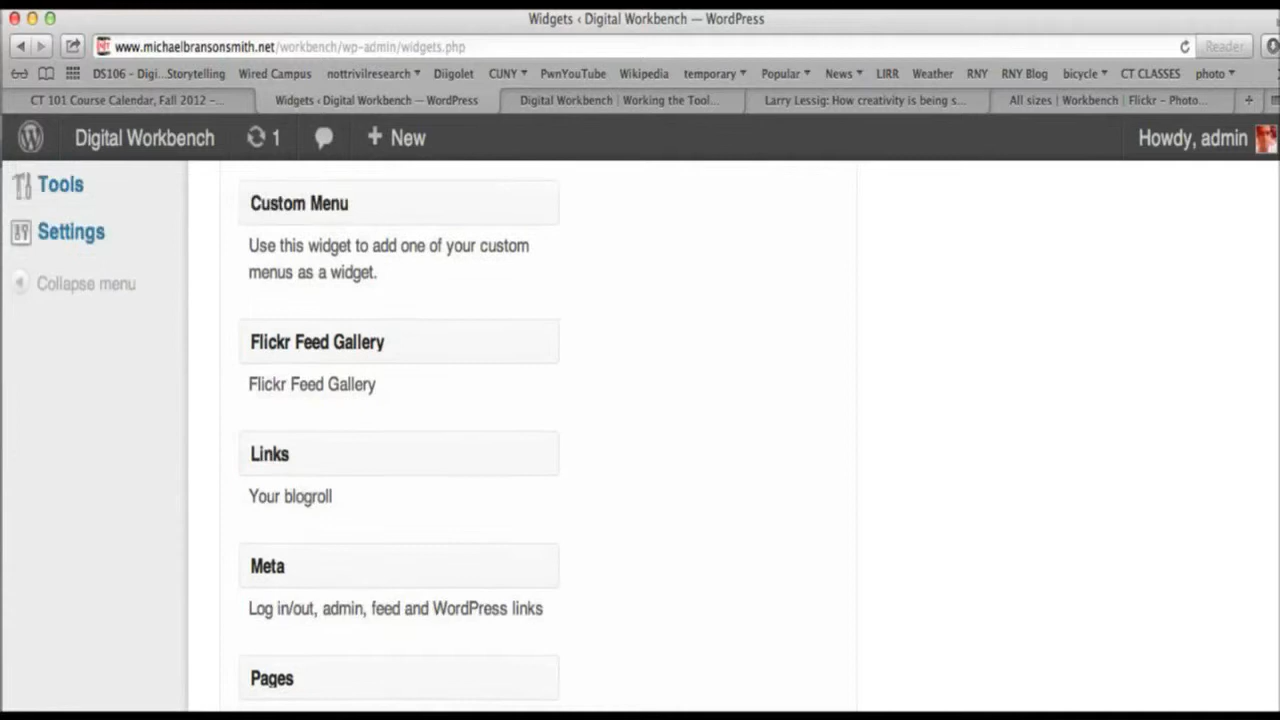 Widgets ‹ Digital Workbench — WordPress
www.michaelbransonsmith.net/workbench/wp-admin/widgets.php
Reader
DS106 - Digi...Storytelling Wired Campus nottrivilresearch Diigolet CUNY PwnYouTube Wikipedia temporary Popular News LIRR Weather RNY RNY Blog bicycle CT CLASSES photo
CT 101 Course Calendar, Fall 2012 –... Widgets ‹ Digital Workbench — WordPress Digital Workbench | Working the Tool... Larry Lessig: How creativity is being s... All sizes | Workbench | Flickr – Photo... +
Digital Workbench 1 + New Howdy, admin
Tools
Settings
Collapse menu
Custom Menu
Use this widget to add one of your custom
menus as a widget.
Flickr Feed Gallery
Flickr Feed Gallery
Links
Your blogroll
Meta
Log in/out, admin, feed and WordPress links
Pages